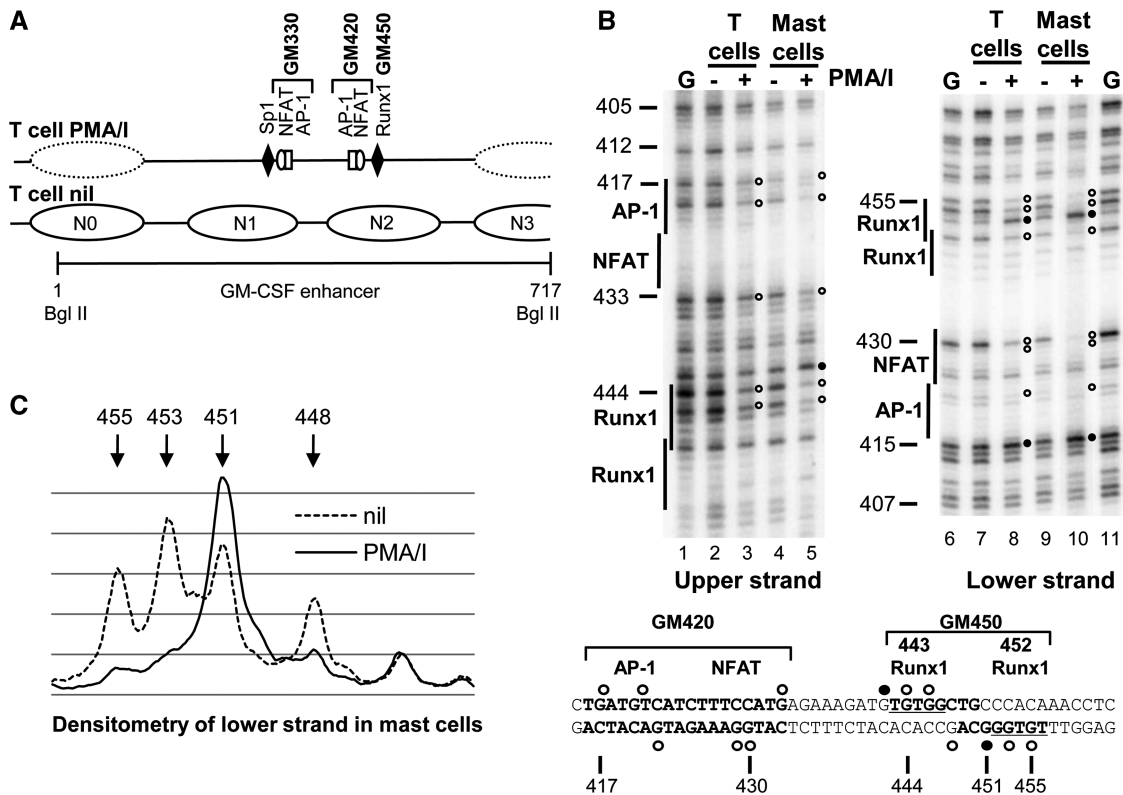 A
GM330
GM420
GM450
Sp1
NFAT
AP-1
AP-1
NFAT
Runx1
T cell PMA/I
T cell nil
N0
N1
N2
N3
1
GM-CSF enhancer
717
Bgl II
Bgl II
B
T cells
Mast cells
G - + - + PMA/I
405
412
417
AP-1
NFAT
433
444
Runx1
Runx1
1 2 3 4 5
Upper strand
T cells
Mast cells
- + - + G
455
Runx1
Runx1
430
NFAT
AP-1
415
407
6 7 8 9 10 11
Lower strand
C
455 453 451 448
nil
PMA/I
Densitometry of lower strand in mast cells
GM420
GM450
AP-1
NFAT
443
Runx1
452
Runx1
CTGATGTCATCTTTCCATGAGAAAGATGTGTGGCTGCCCACAAACCTC
GACTACAGTAGAAAGGTACTCTTTCTACACACCGACGGGTGTTTGGAG
417
430
444
451
455